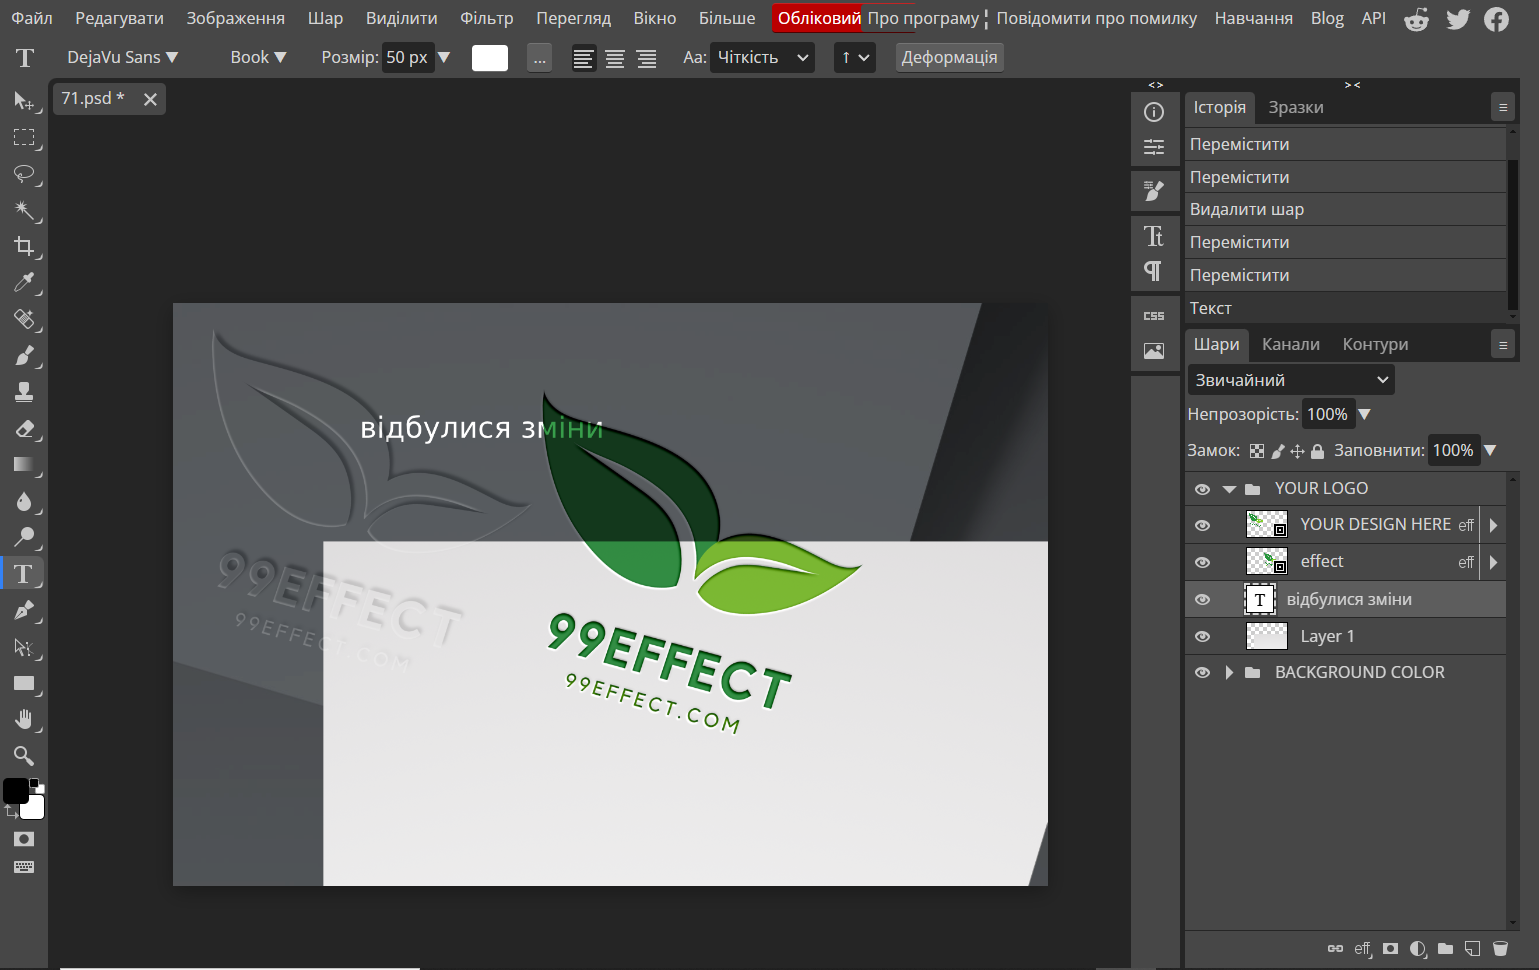 Файл Редагувати Зображення Шар Виділити Фільтр Перегляд Вікно Більше Обліковий Про програму Повідомити про помилку Навчання Blog API
T DejaVu Sans Book Розмір: 50 px ... Aa: Чіткість Деформація
71.psd *
Історія Зразки
Перемістити
Перемістити
Видалити шар
Перемістити
Перемістити
Текст
CSS
Шари Канали Контури
Звичайний
Непрозорість: 100%
Замок: Заповнити: 100%
YOUR LOGO
YOUR DESIGN HERE eff
effect eff
T відбулися зміни
Layer 1
BACKGROUND COLOR
eff
відбулися зміни
99EFFECT
99EFFECT.COM
99EFFECT
99EFFECT.COM